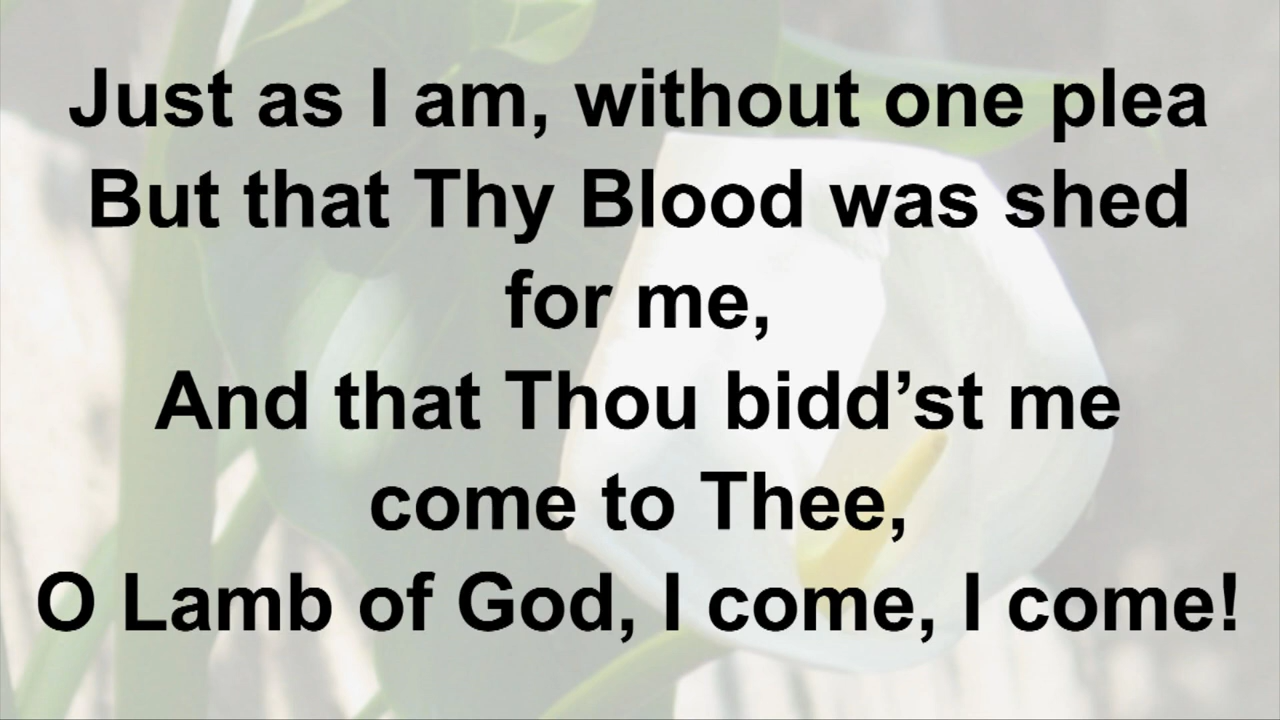 Just as I am, without one plea
But that Thy Blood was shed
for me,
And that Thou bidd’st me
come to Thee,
O Lamb of God, I come, I come!